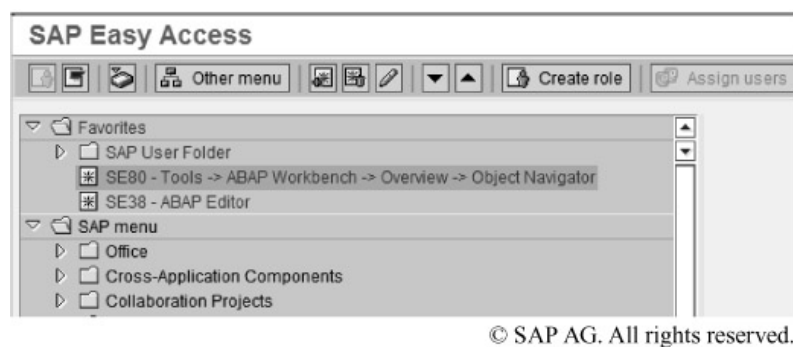 SAP Easy Access
Other menu Create role Assign users
Favorites
SAP User Folder
SE80 - Tools -> ABAP Workbench -> Overview -> Object Navigator
SE38 - ABAP Editor
SAP menu
Office
Cross-Application Components
Collaboration Projects
© SAP AG. All rights reserved.